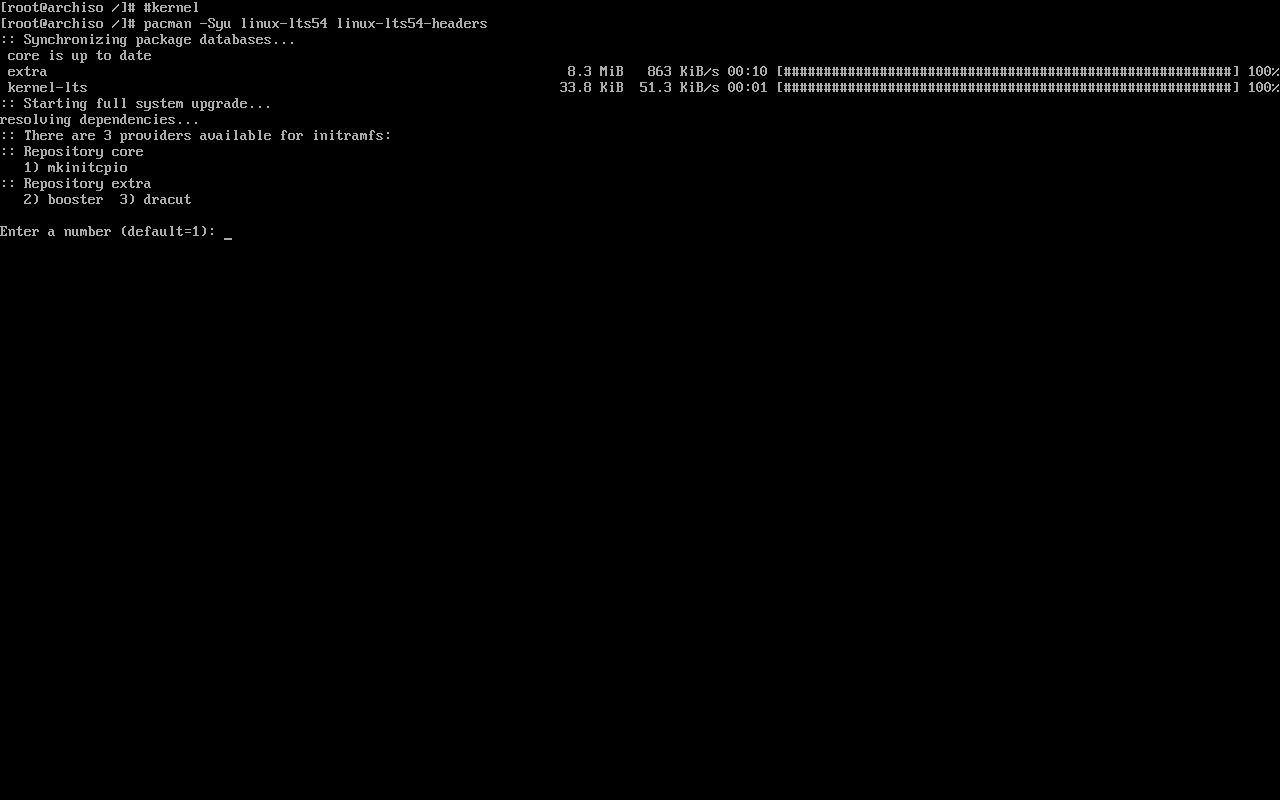 [root@archiso /]# #kernel
[root@archiso /]# pacman -Syu linux-lts54 linux-lts54-headers
:: Synchronizing package databases...
 core is up to date
 extra 8.3 MiB 863 KiB/s 00:10 [########################################################] 100%
 kernel-lts 33.8 KiB 51.3 KiB/s 00:01 [########################################################] 100%
:: Starting full system upgrade...
resolving dependencies...
:: There are 3 providers available for initramfs:
:: Repository core
   1) mkinitcpio
:: Repository extra
   2) booster  3) dracut
Enter a number (default=1): _